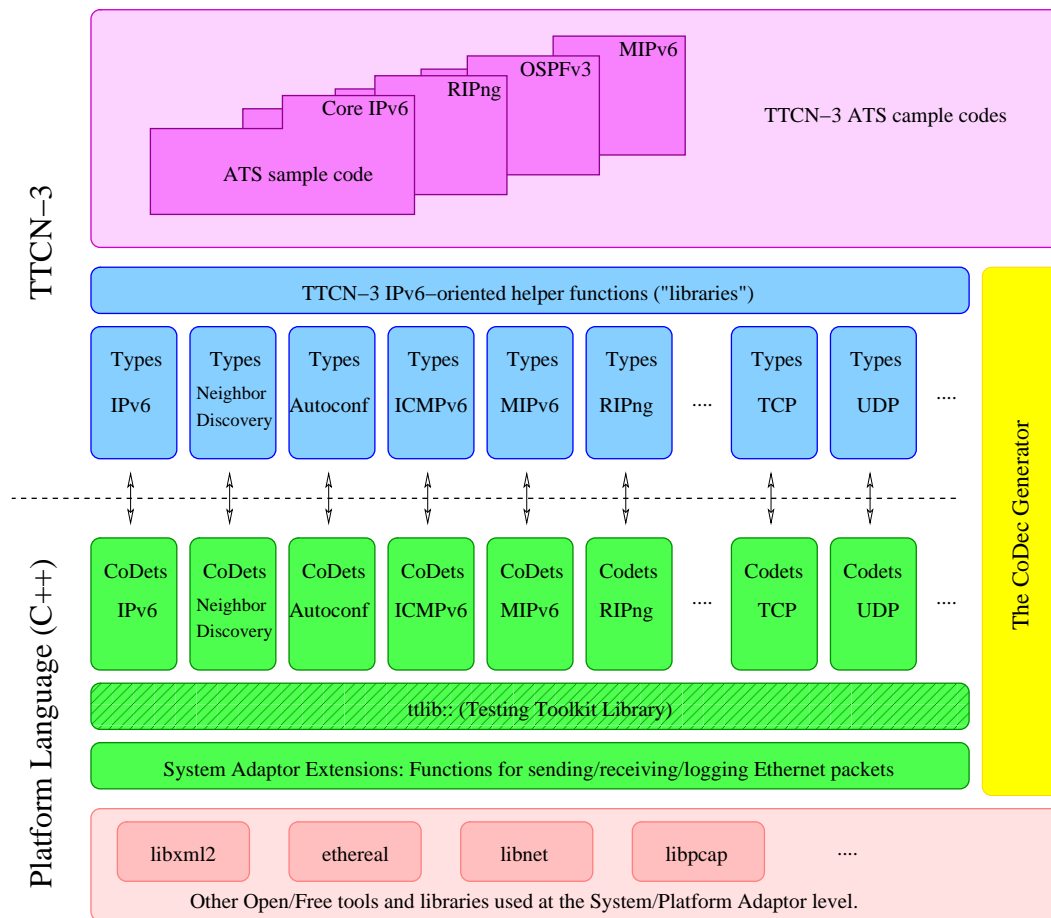 MIPv6
OSPFv3
RIPng
Core IPv6
ATS sample code
TTCN-3 ATS cample codes
TTCN−3
TTCN−3 IPv6−oriented helper functions ("libraries")
Types Types Types Types Types Types Types Types
IPv6 Neighbor Discovery Autoconf ICMPv6 MIPv6 RIPng .... TCP UDP ....
The CoDec Generator
Platform Language (C++)
CoDets CoDets CoDets CoDets CoDets Codets Codets Codets
IPv6 Neighbor Discovery Autoconf ICMPv6 MIPv6 RIPng .... TCP UDP ....
ttlib:: (Testing Toolkit Library)
System Adaptor Extensions: Functions for sending/receiving/logging Ethernet packets
libxml2 ethereal libnet libpcap ....
Other Open/Free tools and libraries used at the System/Platform Adaptor level.